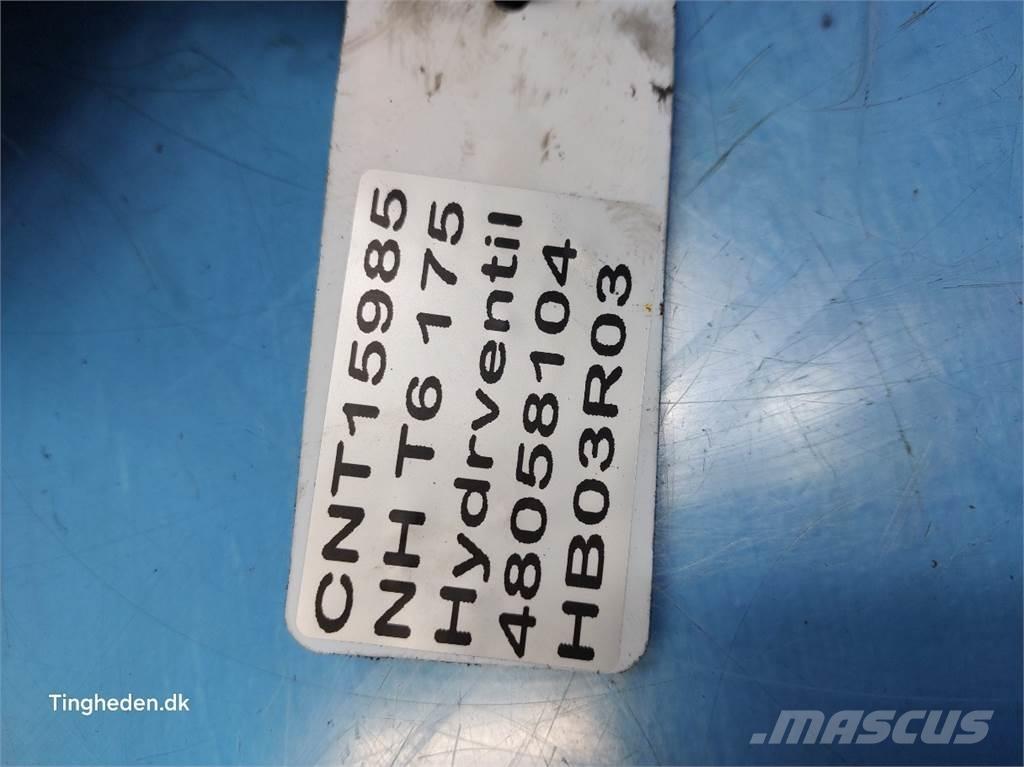 CNT15985
NH T6 175
Hydrventil
48058104
HB03R03
Tingheden.dk
MASCUS